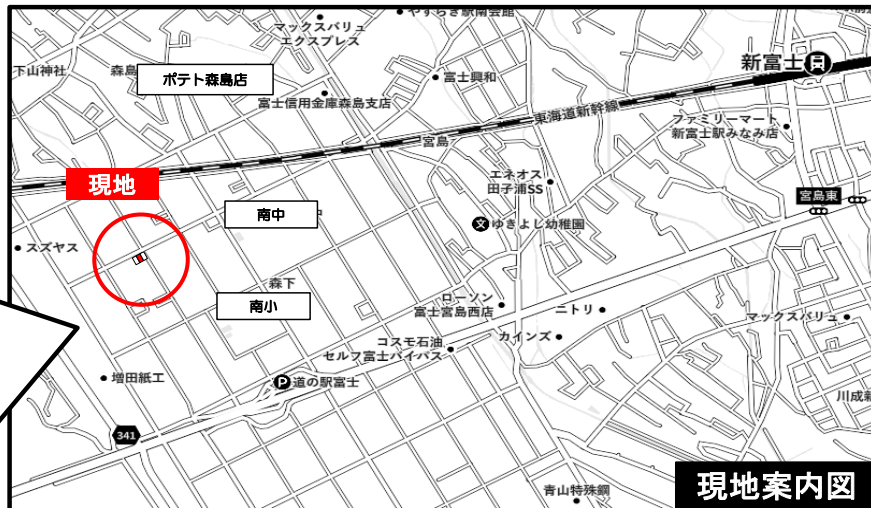 やすらぎ駅南会館
マックスバリュ
エクスプレス
新富士
下山神社
森島
ポテト森島店
富士興和
富士信用金庫森島支店
東海道新幹線
ファミリーマート
新富士駅みなみ店
宮島
エネオス
田子浦SS
現地
宮島東
南中
文
ゆきよし幼稚園
スズヤス
森下
南小
ローソン
富士宮島西店
ニトリ
マックスバリュ
カインズ
コスモ石油
セルフ富士バイパス
増田紙工
P
道の駅富士
川成新
341
青山特殊鋼
現地案内図